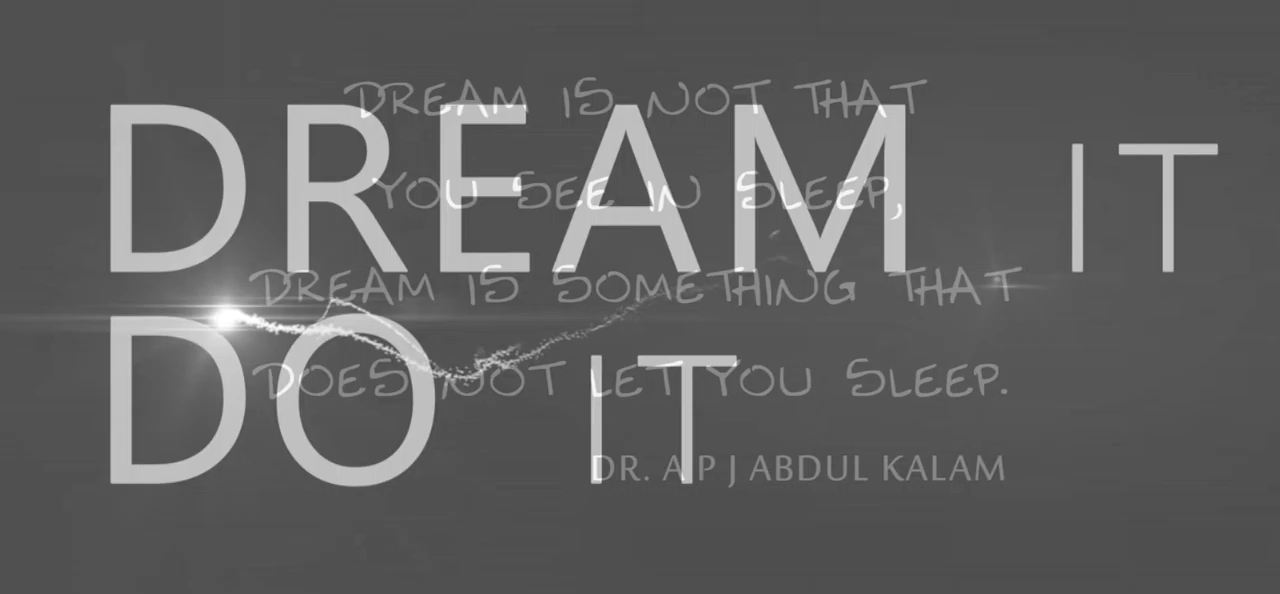 DREAM IS NOT THAT
YOU SEE IN SLEEP,
DREAM IS SOMETHING THAT
DOES NOT LET YOU SLEEP.
DR. A P J ABDUL KALAM
DREAM IT
DO IT